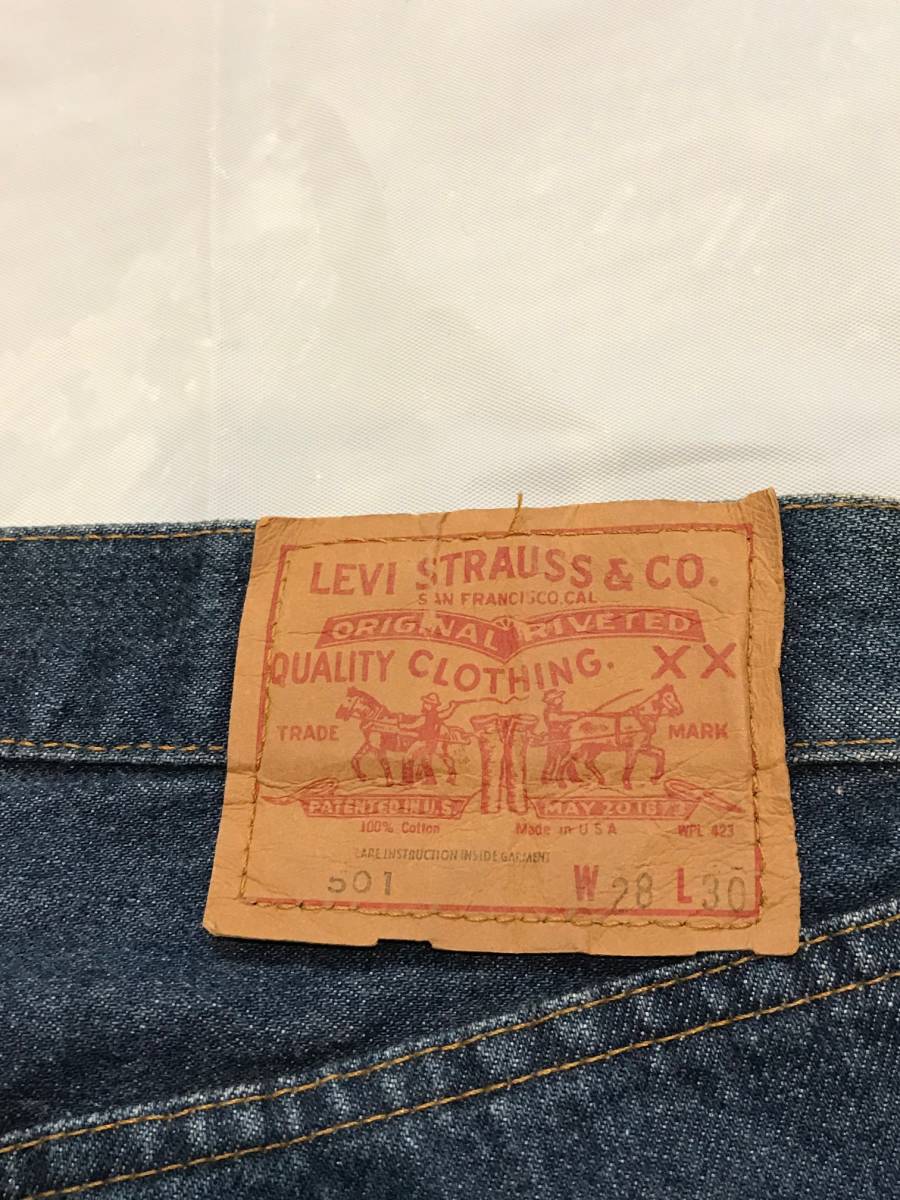 LEVI STRAUSS & CO.
SAN FRANCISCO, CAL
ORIGINAL RIVETED
QUALITY CLOTHING. XX
TRADE MARK
PATENTED IN U.S. MAY 20, 1873
100% Cotton Made in U S A WPL 423
CARE INSTRUCTION INSIDE GARMENT
501 W 28 L 30